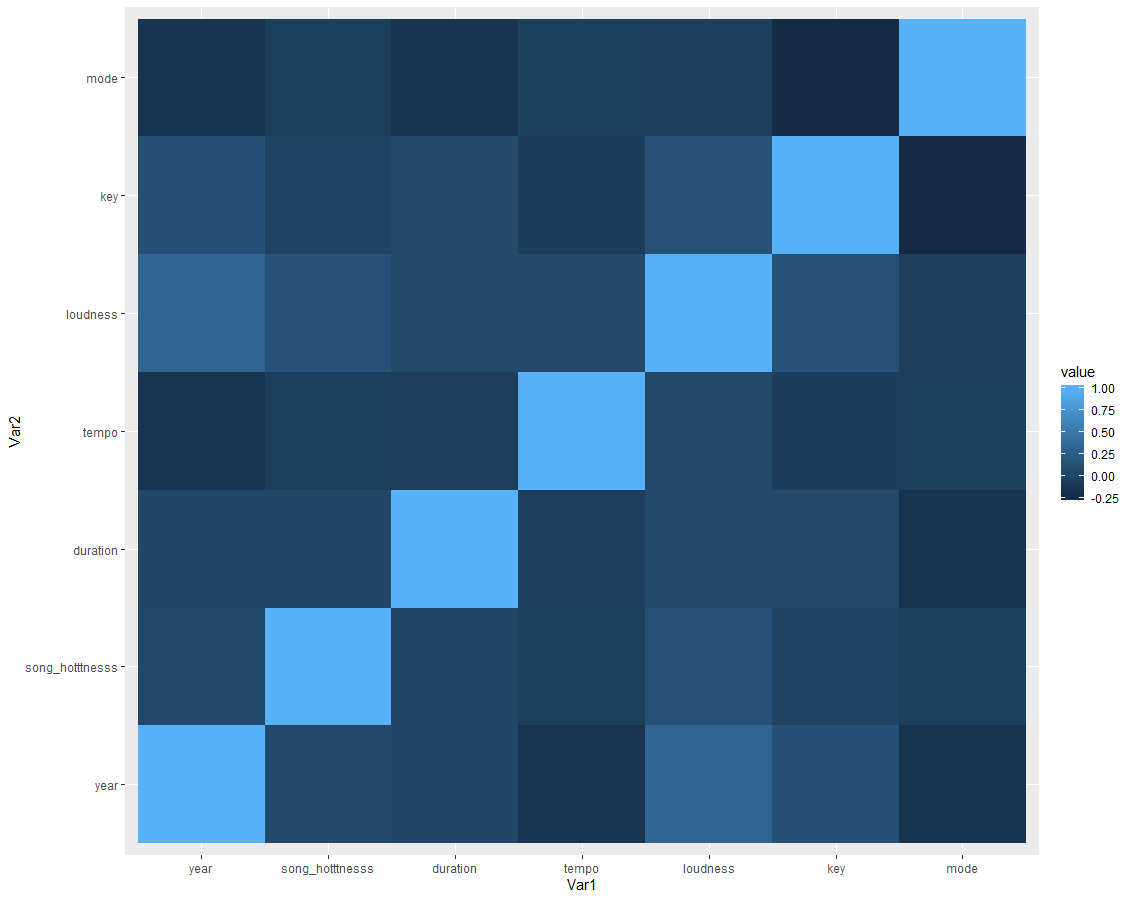 mode
key
loudness
tempo
duration
song_hotttnesss
year
Var2
year song_hotttnesss duration tempo loudness key mode
Var1
value
1.00
0.75
0.50
0.25
0.00
-0.25